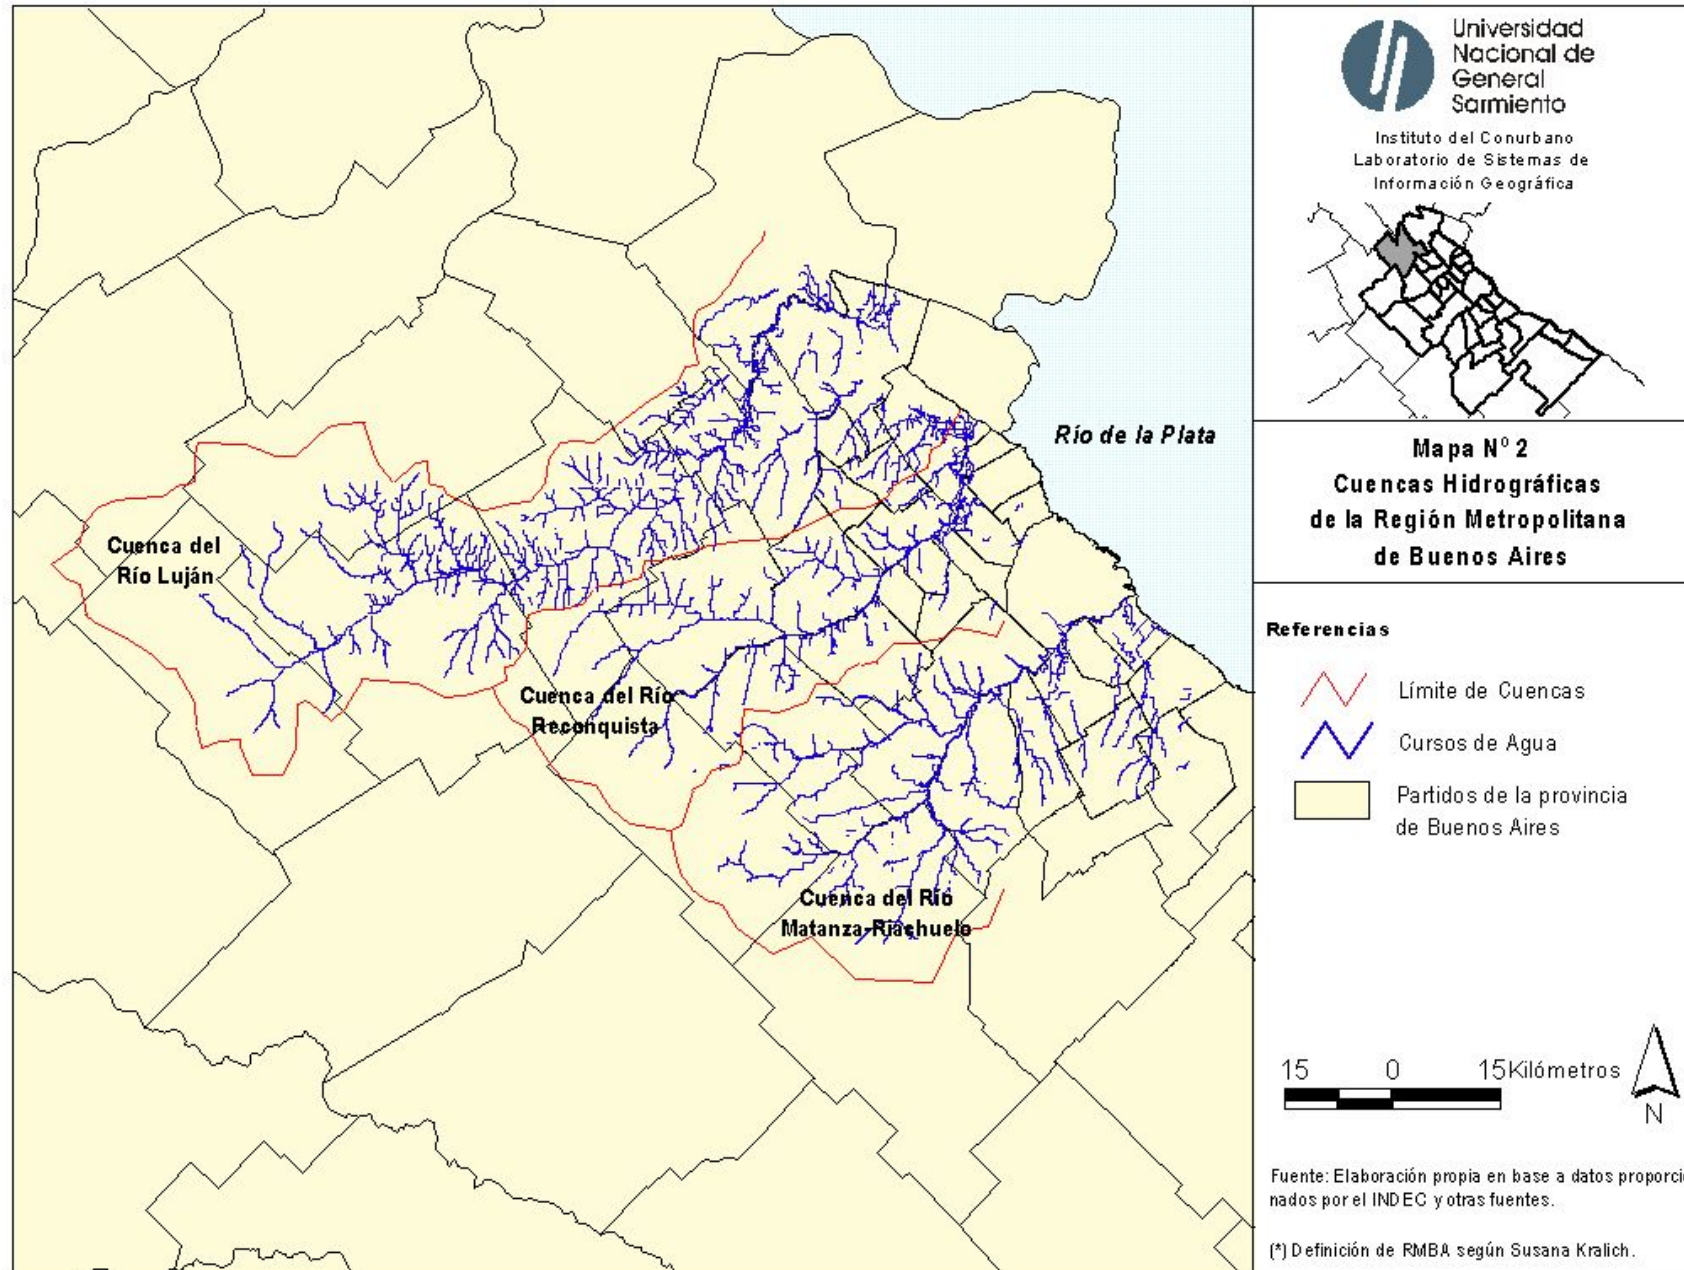 Universidad
Nacional de
General
Sarmiento
Instituto del Conurbano
Laboratorio de Sistemas de
Información Geográfica
Mapa Nº 2
Cuencas Hidrográficas
de la Región Metropolitana
de Buenos Aires
Referencias
Límite de Cuencas
Cursos de Agua
Partidos de la provincia
de Buenos Aires
15 0 15Kilómetros
N
Fuente: Elaboración propia en base a datos proporcio
nados por el INDEC y otras fuentes.
(*) Definición de RMBA según Susana Kralich.
Río de la Plata
Cuenca del
Río Luján
Cuenca del Río
Reconquista
Cuenca del Río
Matanza-Riachuelo